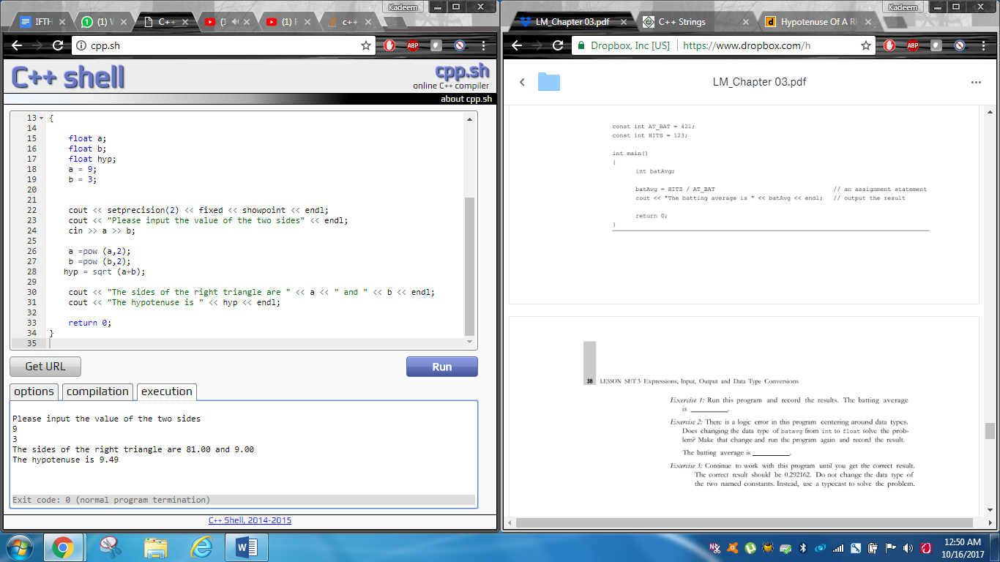 Kadeem
IFTH
(1) V
C++
(1
(1) F
c++
cpp.sh
ABP
C++ shell
cpp.sh
online C++ compiler
about cpp.sh
13 {
14
15 float a;
16 float b;
17 float hyp;
18 a = 9;
19 b = 3;
20
21
22 cout << setprecision(2) << fixed << showpoint << endl;
23 cout << "Please input the value of the two sides" << endl;
24 cin >> a >> b;
25
26 a =pow (a,2);
27 b =pow (b,2);
28 hyp = sqrt (a+b);
29
30 cout << "The sides of the right triangle are " << a << " and " << b << endl;
31 cout << "The hypotenuse is " << hyp << endl;
32
33 return 0;
34 }
35
Get URL
Run
options compilation execution
Please input the value of the two sides
9
3
The sides of the right triangle are 81.00 and 9.00
The hypotenuse is 9.49
Exit code: 0 (normal program termination)
C++ Shell, 2014-2015
Kadeem
LM_Chapter 03.pdf
C++ Strings
Hypotenuse Of A Ri
Dropbox, Inc [US] https://www.dropbox.com/h
ABP
LM_Chapter 03.pdf
const int AT_BAT = 421;
const int HITS = 123;
int main()
{
int batAvg;
batAvg = HITS / AT_BAT // an assignment statement
cout << "The batting average is " << batAvg << endl; // output the result
return 0;
}
38 LESSON SET 3 Expressions, Input, Output and Data Type Conversions
Exercise 1: Run this program and record the results. The batting average
is ________.
Exercise 2: There is a logic error in this program centering around data types.
Does changing the data type of batavg from int to float solve the prob-
lem? Make that change and run the program again and record the result.
The batting average is ________.
Exercise 3: Continue to work with this program until you get the correct result.
The correct result should be 0.292162. Do not change the data type of
the two named constants. Instead, use a typecast to solve the problem.
12:50 AM
10/16/2017